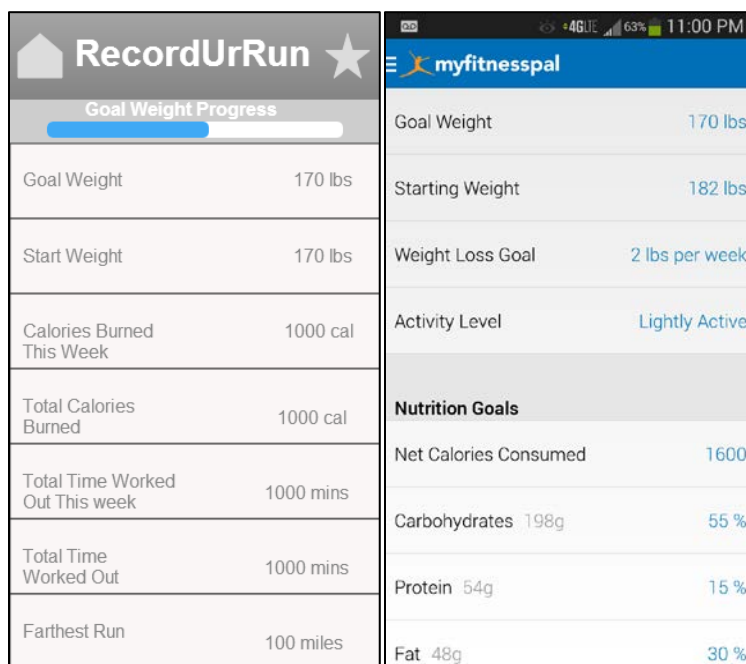 RecordUrRun
Goal Weight Progress
Goal Weight 170 lbs
Start Weight 170 lbs
Calories Burned
This Week 1000 cal
Total Calories
Burned 1000 cal
Total Time Worked
Out This week 1000 mins
Total Time
Worked Out 1000 mins
Farthest Run 100 miles
4G LTE 63% 11:00 PM
myfitnesspal
Goal Weight 170 lbs
Starting Weight 182 lbs
Weight Loss Goal 2 lbs per week
Activity Level Lightly Active
Nutrition Goals
Net Calories Consumed 1600
Carbohydrates 198g 55 %
Protein 54g 15 %
Fat 48g 30 %